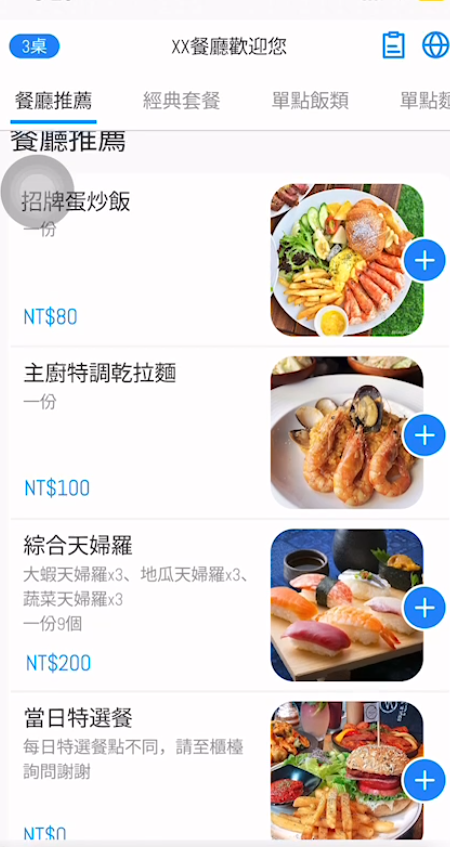 3桌
XX餐廳歡迎您
餐廳推薦
經典套餐
單點飯類
單點麵
餐廳推薦
招牌蛋炒飯
一份
NT$80
主廚特調乾拉麵
一份
NT$100
綜合天婦羅
大蝦天婦羅x3、地瓜天婦羅x3、
蔬菜天婦羅x3
一份9個
NT$200
當日特選餐
每日特選餐點不同，請至櫃檯
詢問謝謝
NT$0